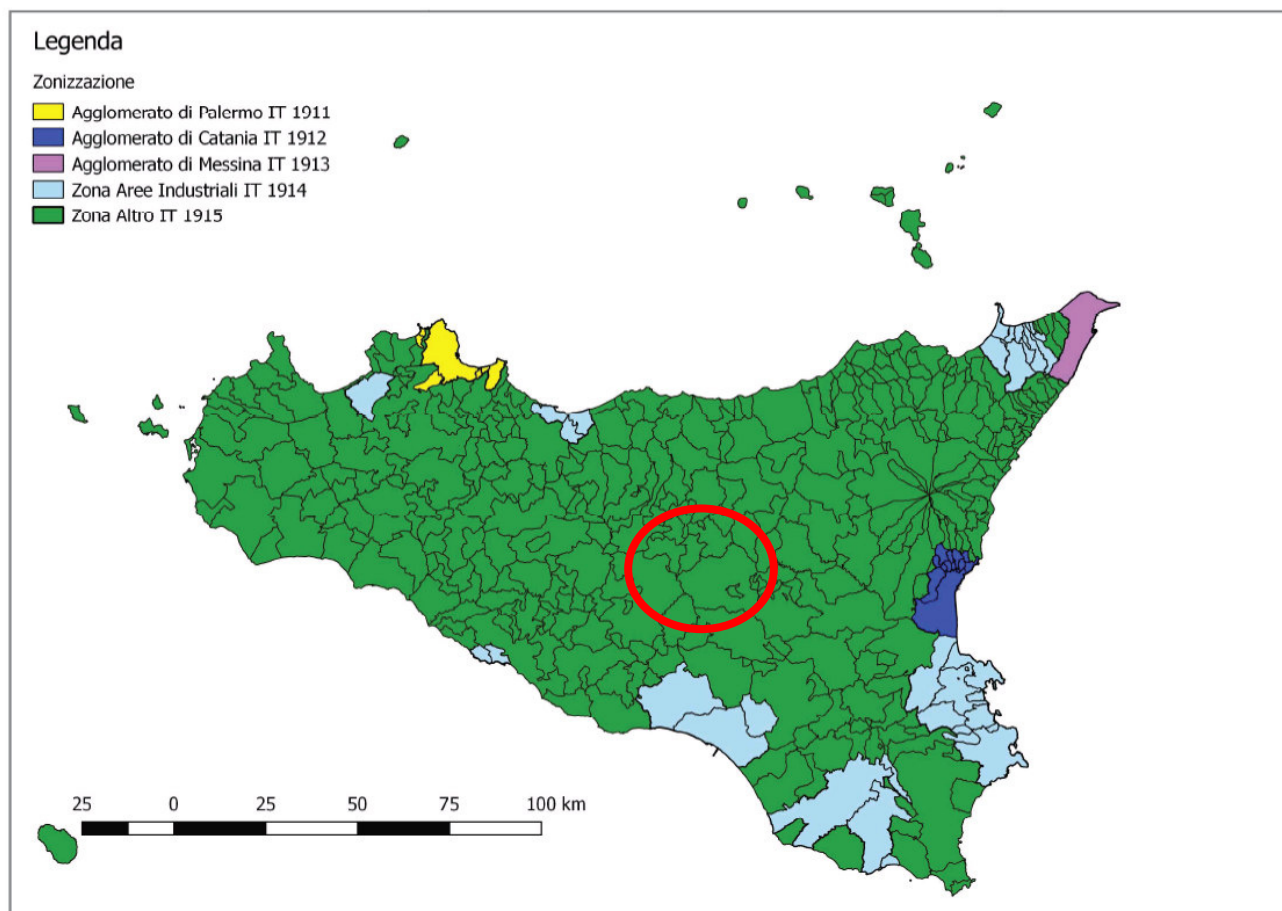 Legenda
Zonizzazione
Agglomerato di Palermo IT 1911
Agglomerato di Catania IT 1912
Agglomerato di Messina IT 1913
Zona Aree Industriali IT 1914
Zona Altro IT 1915
25 0 25 50 75 100 km